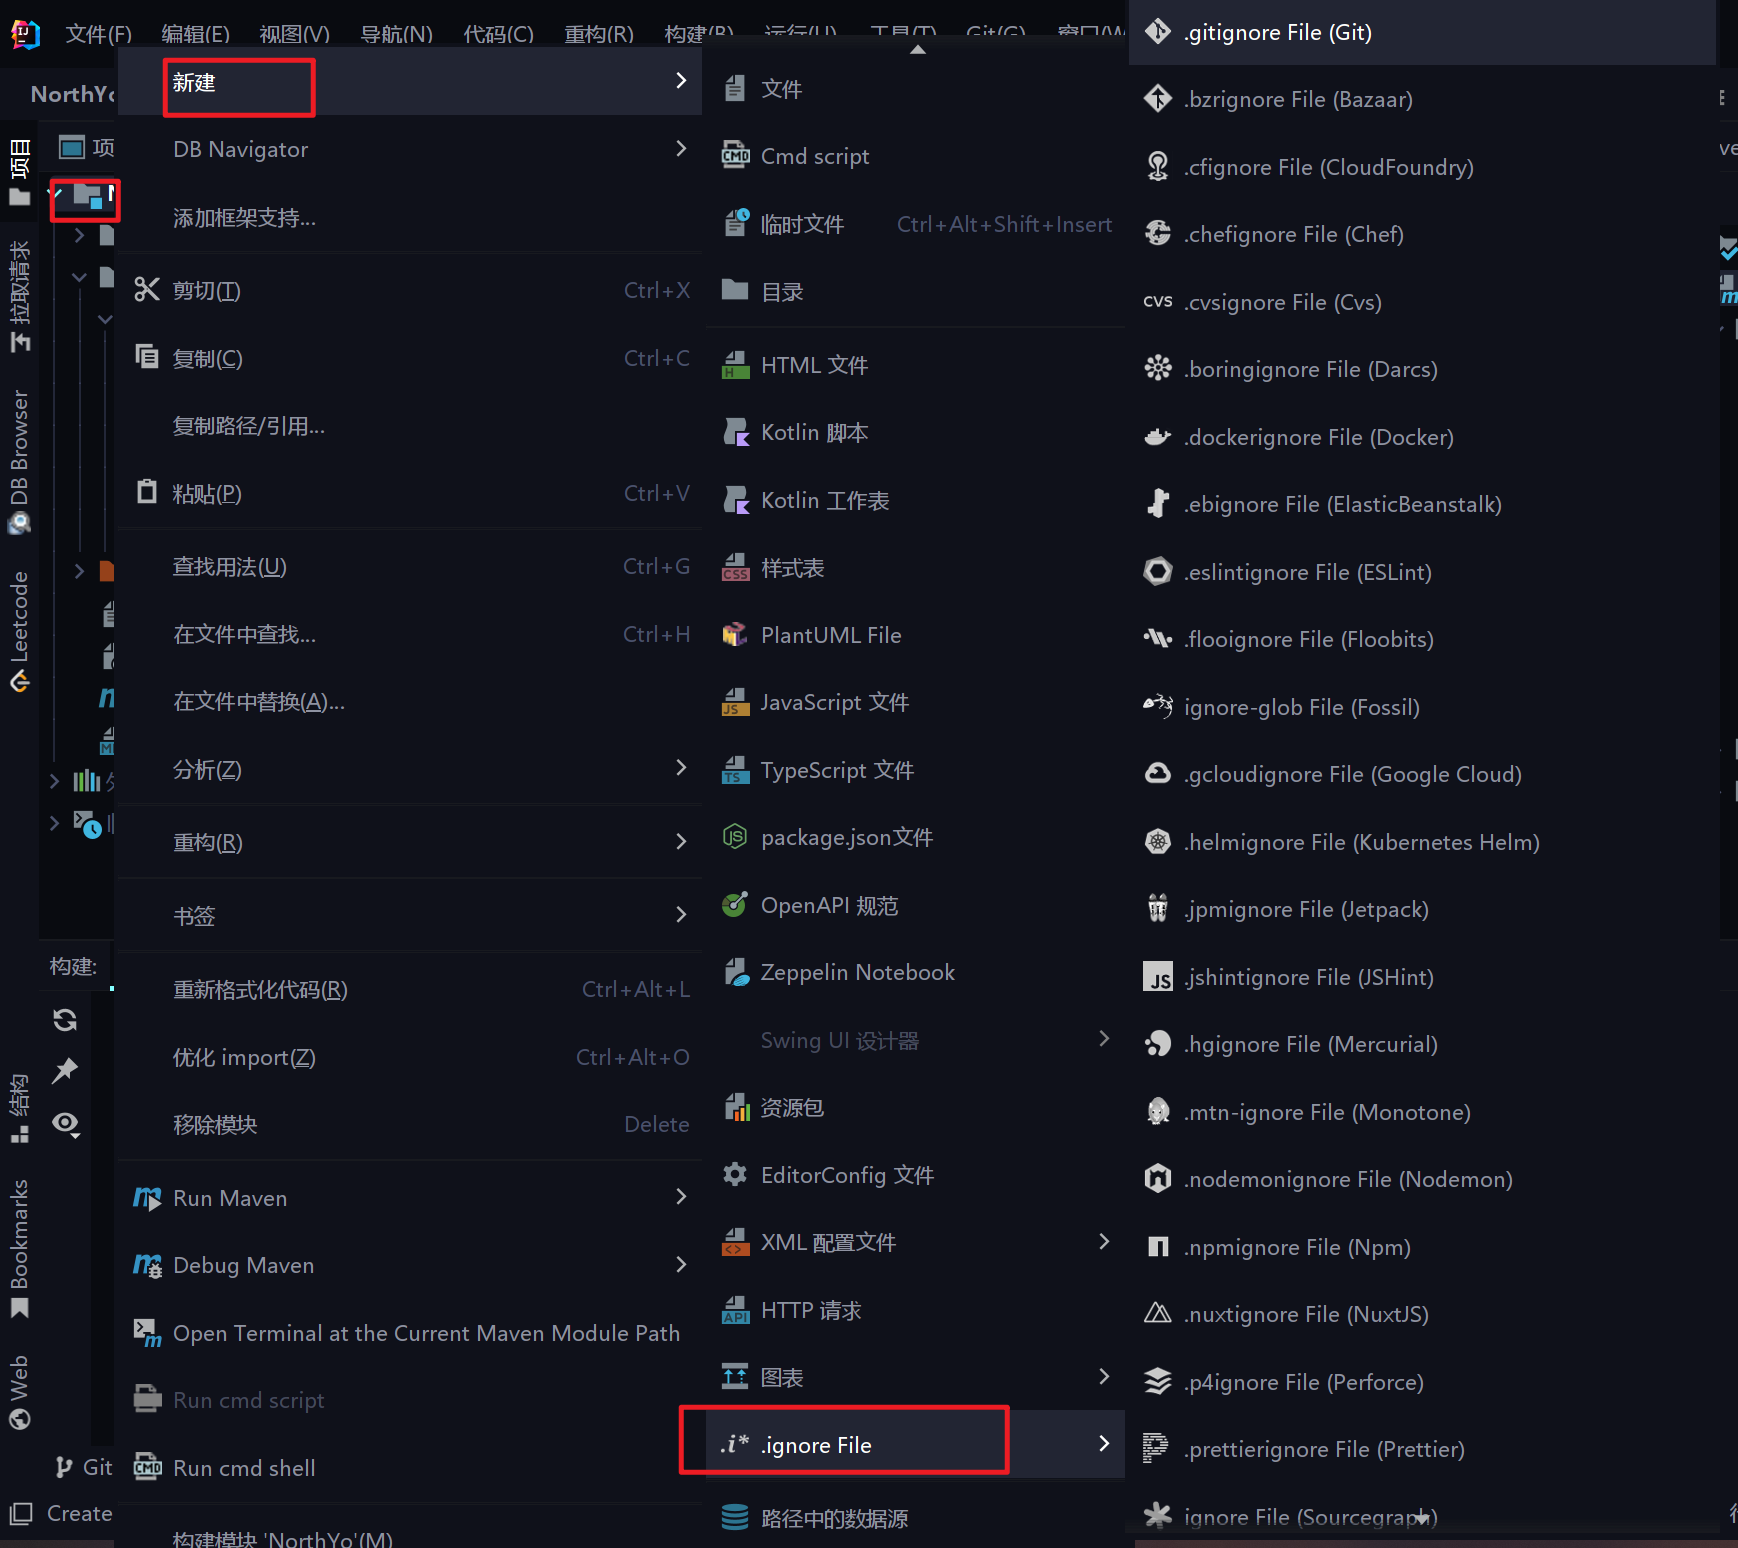 文件(F) 编辑(E) 视图(V) 导航(N) 代码(C) 重构(R) 构建(B) 运行(U) 工具(T) Git(G)
NorthYo
项目
拉取请求
DB Browser
Leetcode
结构
Bookmarks
Web
构建:
Git
Create
新建
DB Navigator
添加框架支持...
剪切(T) Ctrl+X
复制(C) Ctrl+C
复制路径/引用...
粘贴(P) Ctrl+V
查找用法(U) Ctrl+G
在文件中查找... Ctrl+H
在文件中替换(A)...
分析(Z)
重构(R)
书签
重新格式化代码(R) Ctrl+Alt+L
优化 import(Z) Ctrl+Alt+O
移除模块 Delete
Run Maven
Debug Maven
Open Terminal at the Current Maven Module Path
Run cmd script
Run cmd shell
构建模块 'NorthYo'(M)
文件
Cmd script
临时文件 Ctrl+Alt+Shift+Insert
目录
HTML 文件
Kotlin 脚本
Kotlin 工作表
样式表
PlantUML File
JavaScript 文件
TypeScript 文件
package.json文件
OpenAPI 规范
Zeppelin Notebook
Swing UI 设计器
资源包
EditorConfig 文件
XML 配置文件
HTTP 请求
图表
.ignore File
路径中的数据源
.gitignore File (Git)
.bzrignore File (Bazaar)
.cfignore File (CloudFoundry)
.chefignore File (Chef)
.cvsignore File (Cvs)
.boringignore File (Darcs)
.dockerignore File (Docker)
.ebignore File (ElasticBeanstalk)
.eslintignore File (ESLint)
.flooignore File (Floobits)
ignore-glob File (Fossil)
.gcloudignore File (Google Cloud)
.helmignore File (Kubernetes Helm)
.jpmignore File (Jetpack)
.jshintignore File (JSHint)
.hgignore File (Mercurial)
.mtn-ignore File (Monotone)
.nodemonignore File (Nodemon)
.npmignore File (Npm)
.nuxtignore File (NuxtJS)
.p4ignore File (Perforce)
.prettierignore File (Prettier)
ignore File (Sourcegraph)